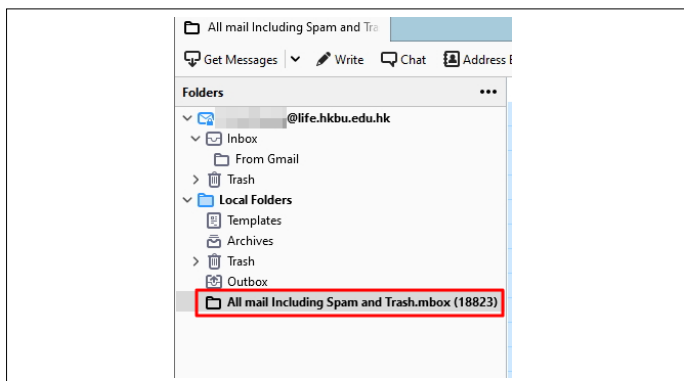 All mail Including Spam and Tra
Get Messages Write Chat Address
Folders
@life.hkbu.edu.hk
Inbox
From Gmail
Trash
Local Folders
Templates
Archives
Trash
Outbox
All mail Including Spam and Trash.mbox (18823)